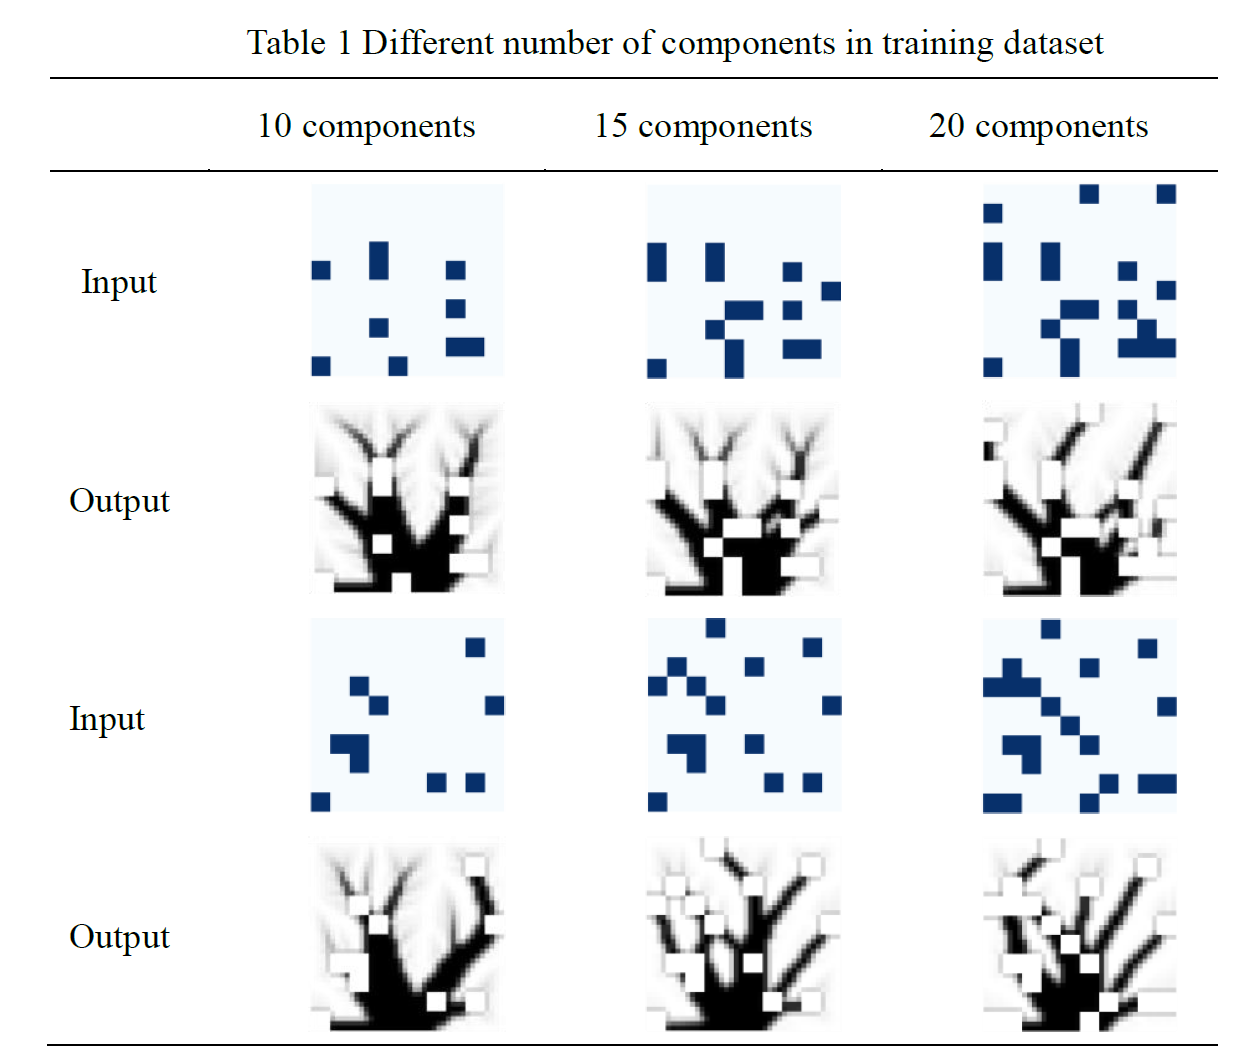 Table 1 Different number of components in training dataset
10 components 15 components 20 components
Input
Output
Input
Output